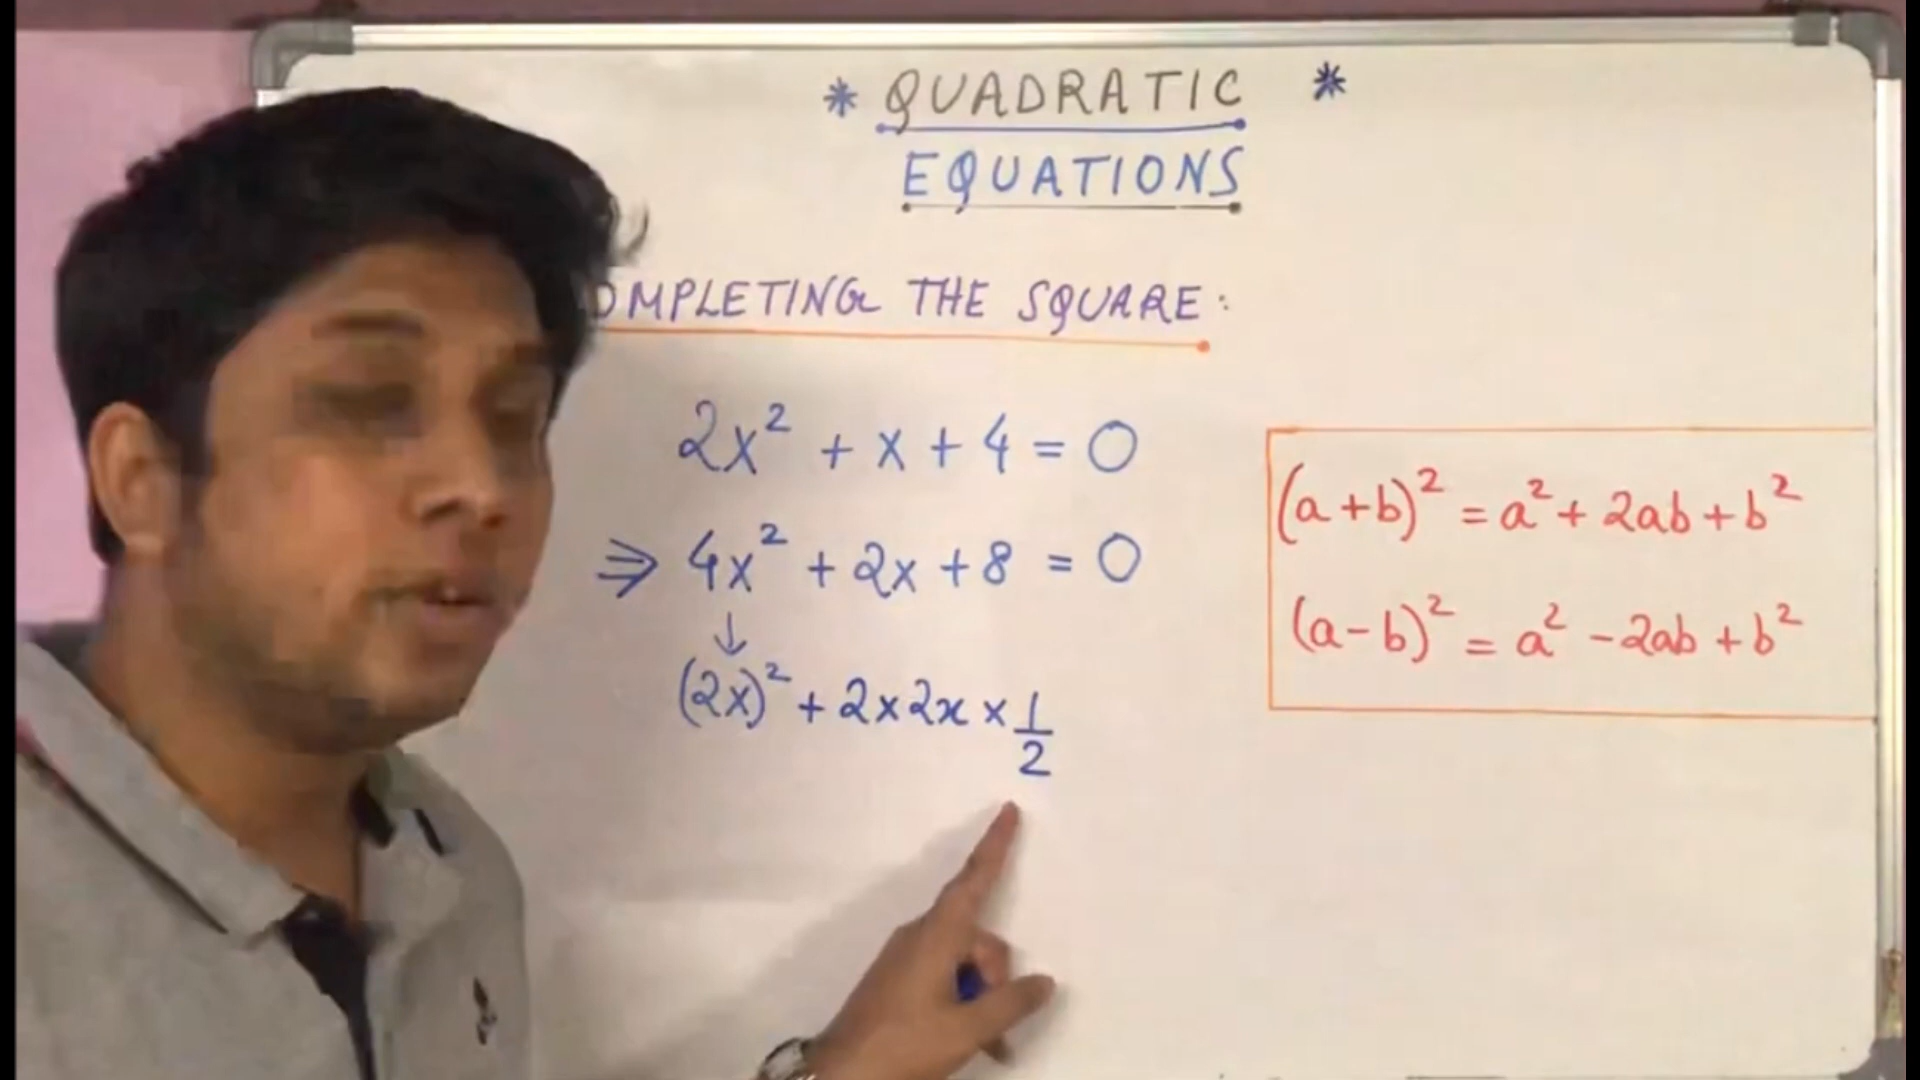 * QUADRATIC *
EQUATIONS
OMPLETING THE SQUARE:
2x² + x + 4 = 0
⇒ 4x² + 2x + 8 = 0
↓
(2x)² + 2 x 2x x 1/2
(a+b)² = a² + 2ab + b²
(a-b)² = a² - 2ab + b²